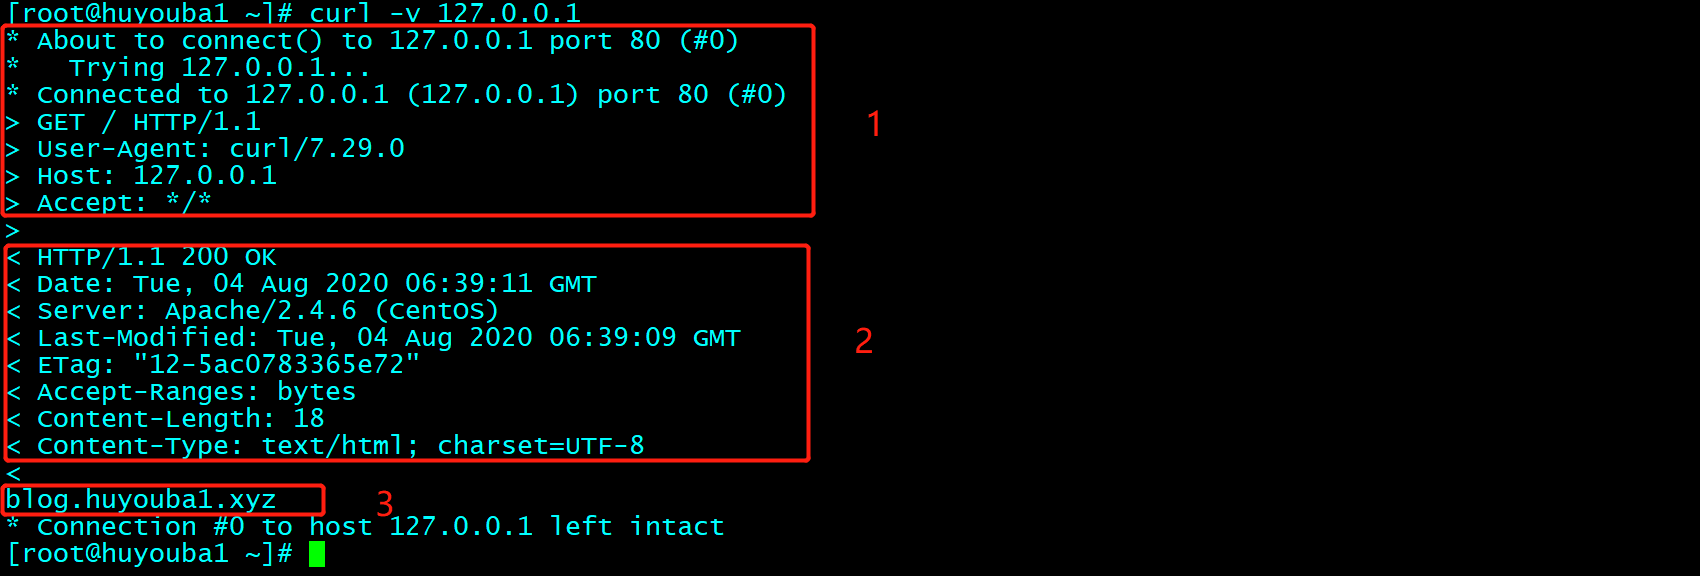 [root@huyouba1 ~]# curl -v 127.0.0.1
* About to connect() to 127.0.0.1 port 80 (#0)
*   Trying 127.0.0.1...
* Connected to 127.0.0.1 (127.0.0.1) port 80 (#0)
> GET / HTTP/1.1
> User-Agent: curl/7.29.0
> Host: 127.0.0.1
> Accept: */*
>
1
< HTTP/1.1 200 OK
< Date: Tue, 04 Aug 2020 06:39:11 GMT
< Server: Apache/2.4.6 (CentOS)
< Last-Modified: Tue, 04 Aug 2020 06:39:09 GMT
< ETag: "12-5ac0783365e72"
< Accept-Ranges: bytes
< Content-Length: 18
< Content-Type: text/html; charset=UTF-8
<
2
blog.huyouba1.xyz
3
* Connection #0 to host 127.0.0.1 left intact
[root@huyouba1 ~]#